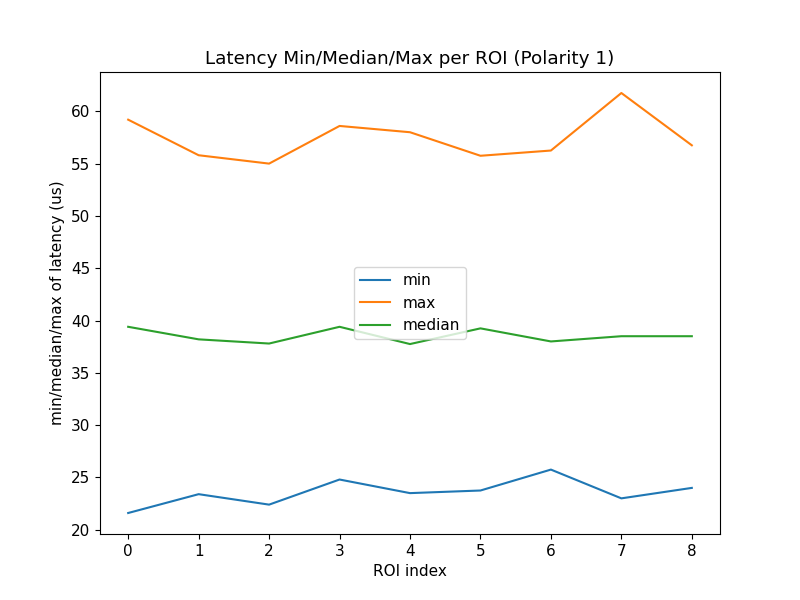 Latency Min/Median/Max per ROI (Polarity 1)
min/median/max of latency (us)
60
55
50
45
40
35
30
25
20
min
max
median
0 1 2 3 4 5 6 7 8
ROI index